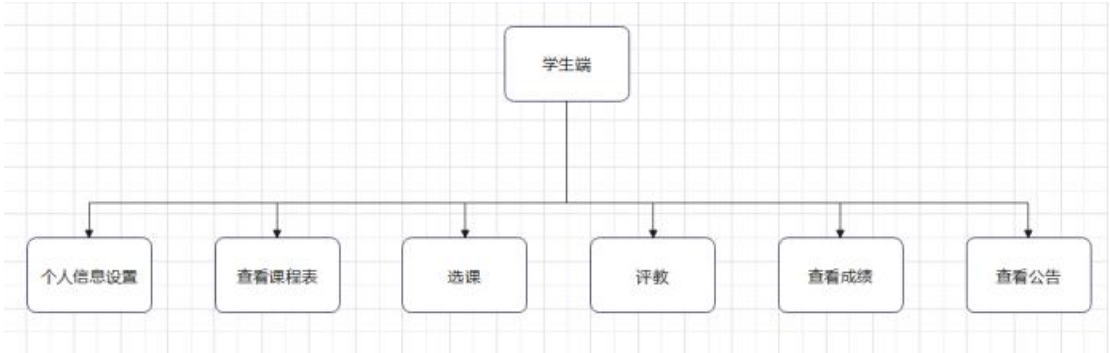 学生端
个人信息设置
查看课程表
选课
评教
查看成绩
查看公告